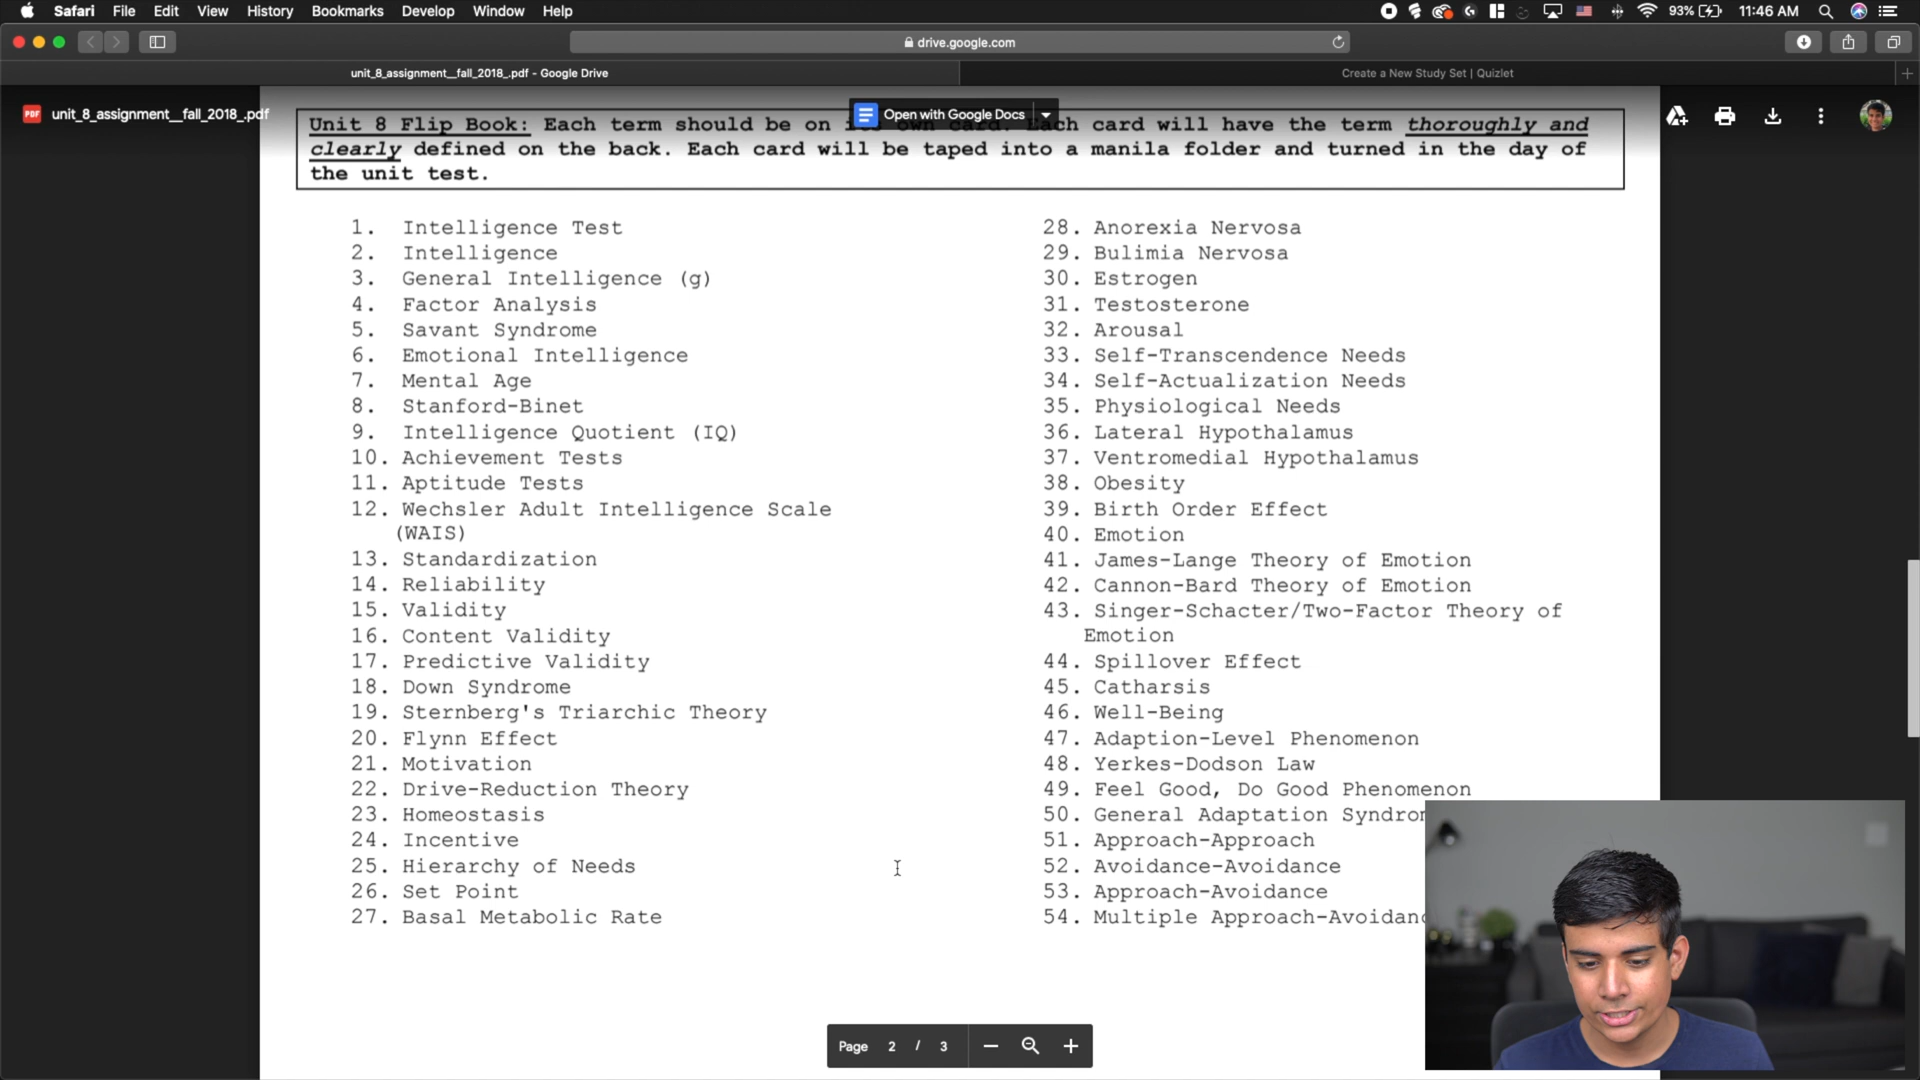 Safari File Edit View History Bookmarks Develop Window Help
93% 11:46 AM
drive.google.com
unit_8_assignment__fall_2018_.pdf - Google Drive
Create a New Study Set | Quizlet
PDF unit_8_assignment__fall_2018_.pdf
Open with Google Docs
Unit 8 Flip Book: Each term should be on its own card. Each card will have the term thoroughly and
clearly defined on the back. Each card will be taped into a manila folder and turned in the day of
the unit test.
1. Intelligence Test
2. Intelligence
3. General Intelligence (g)
4. Factor Analysis
5. Savant Syndrome
6. Emotional Intelligence
7. Mental Age
8. Stanford-Binet
9. Intelligence Quotient (IQ)
10. Achievement Tests
11. Aptitude Tests
12. Wechsler Adult Intelligence Scale
(WAIS)
13. Standardization
14. Reliability
15. Validity
16. Content Validity
17. Predictive Validity
18. Down Syndrome
19. Sternberg's Triarchic Theory
20. Flynn Effect
21. Motivation
22. Drive-Reduction Theory
23. Homeostasis
24. Incentive
25. Hierarchy of Needs
26. Set Point
27. Basal Metabolic Rate
28. Anorexia Nervosa
29. Bulimia Nervosa
30. Estrogen
31. Testosterone
32. Arousal
33. Self-Transcendence Needs
34. Self-Actualization Needs
35. Physiological Needs
36. Lateral Hypothalamus
37. Ventromedial Hypothalamus
38. Obesity
39. Birth Order Effect
40. Emotion
41. James-Lange Theory of Emotion
42. Cannon-Bard Theory of Emotion
43. Singer-Schacter/Two-Factor Theory of
Emotion
44. Spillover Effect
45. Catharsis
46. Well-Being
47. Adaption-Level Phenomenon
48. Yerkes-Dodson Law
49. Feel Good, Do Good Phenomenon
50. General Adaptation Syndrom
51. Approach-Approach
52. Avoidance-Avoidance
53. Approach-Avoidance
54. Multiple Approach-Avoidanc
Page 2 / 3